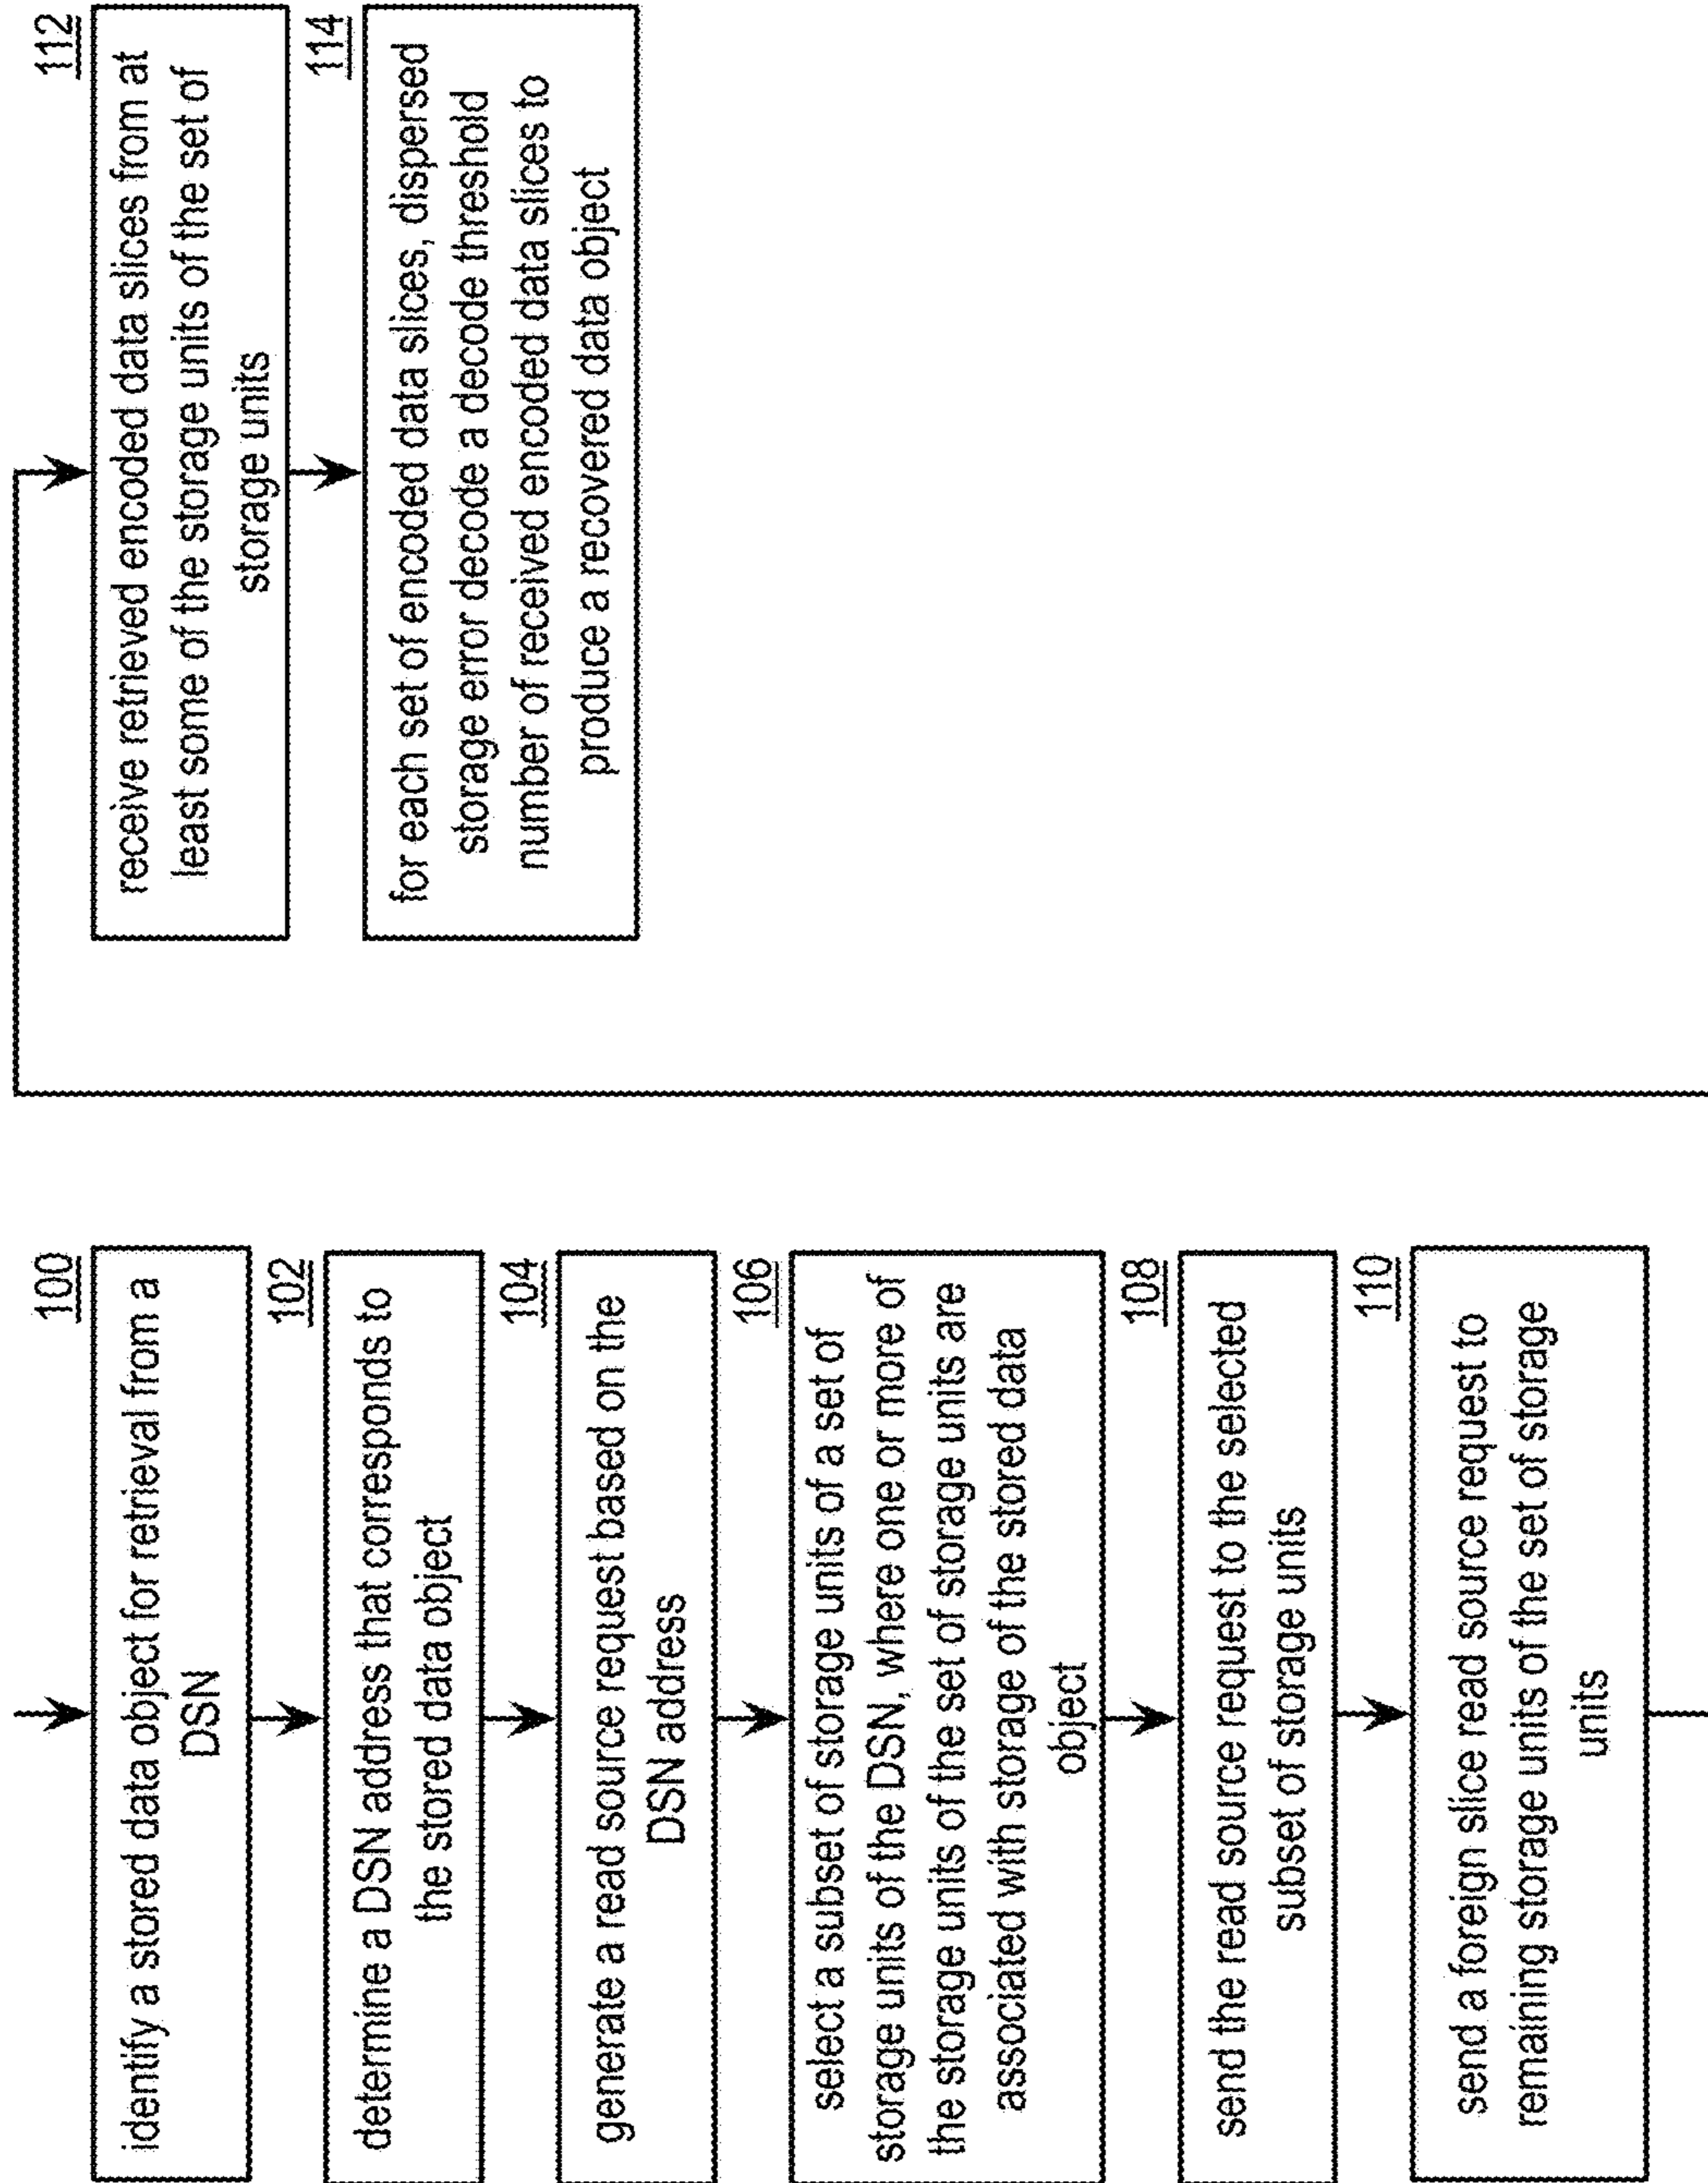 100
identify a stored data object for retrieval from a
DSN
102
determine a DSN address that corresponds to
the stored data object
104
generate a read source request based on the
DSN address
106
select a subset of storage units of a set of
storage units of the DSN, where one or more of
the storage units of the set of storage units are
associated with storage of the stored data
object
108
send the read source request to the selected
subset of storage units
110
send a foreign slice read source request to
remaining storage units of the set of storage
units
112
receive retrieved encoded data slices from at
least some of the storage units of the set of
storage units
114
for each set of encoded data slices, dispersed
storage error decode a decode threshold
number of received encoded data slices to
produce a recovered data object